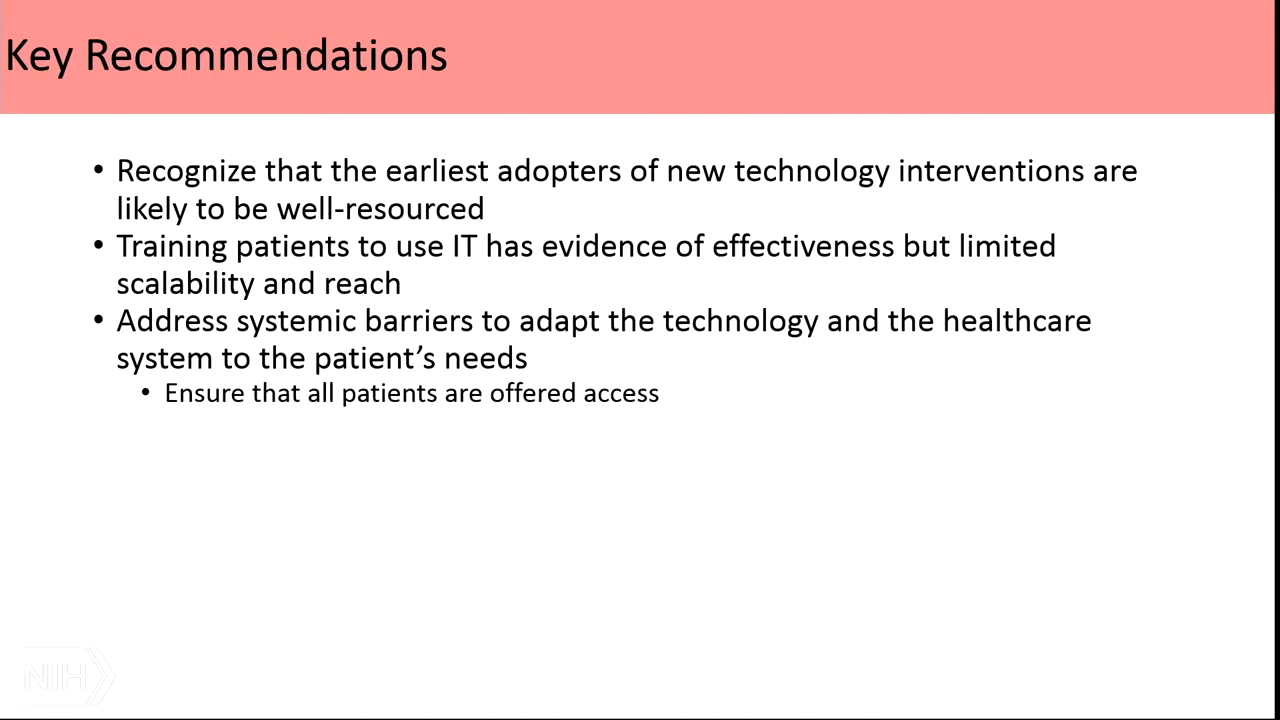 Key Recommendations
• Recognize that the earliest adopters of new technology interventions are
likely to be well-resourced
• Training patients to use IT has evidence of effectiveness but limited
scalability and reach
• Address systemic barriers to adapt the technology and the healthcare
system to the patient’s needs
• Ensure that all patients are offered access
NIH